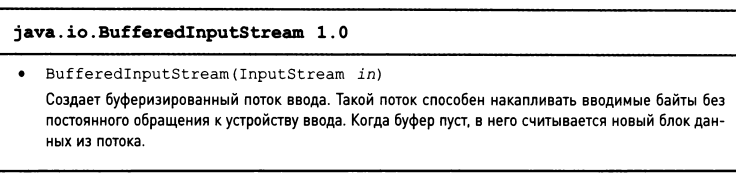 java.io.BufferedInputStream 1.0
• BufferedInputStream(InputStream in)
Создает буферизированный поток ввода. Такой поток способен накапливать вводимые байты без
постоянного обращения к устройству ввода. Когда буфер пуст, в него считывается новый блок дан-
ных из потока.